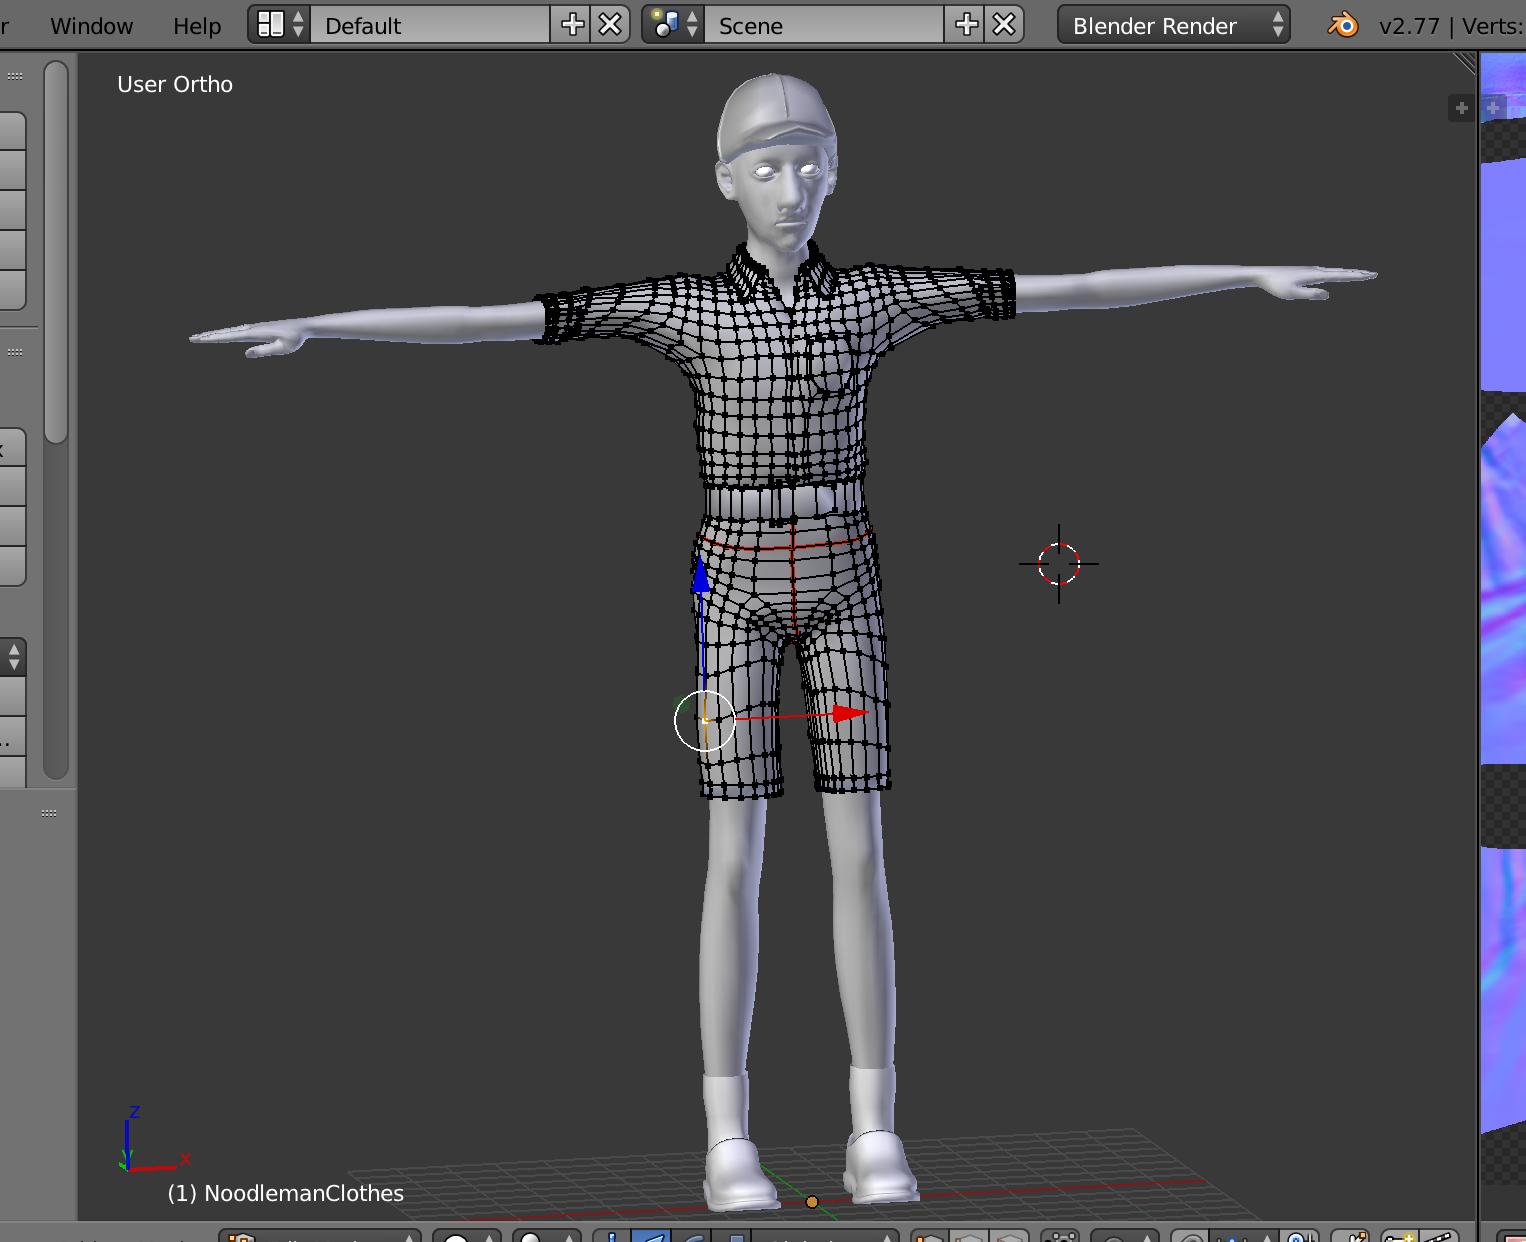 Window Help Default Scene Blender Render v2.77 | Verts:
User Ortho
z
x
(1) NoodlemanClothes